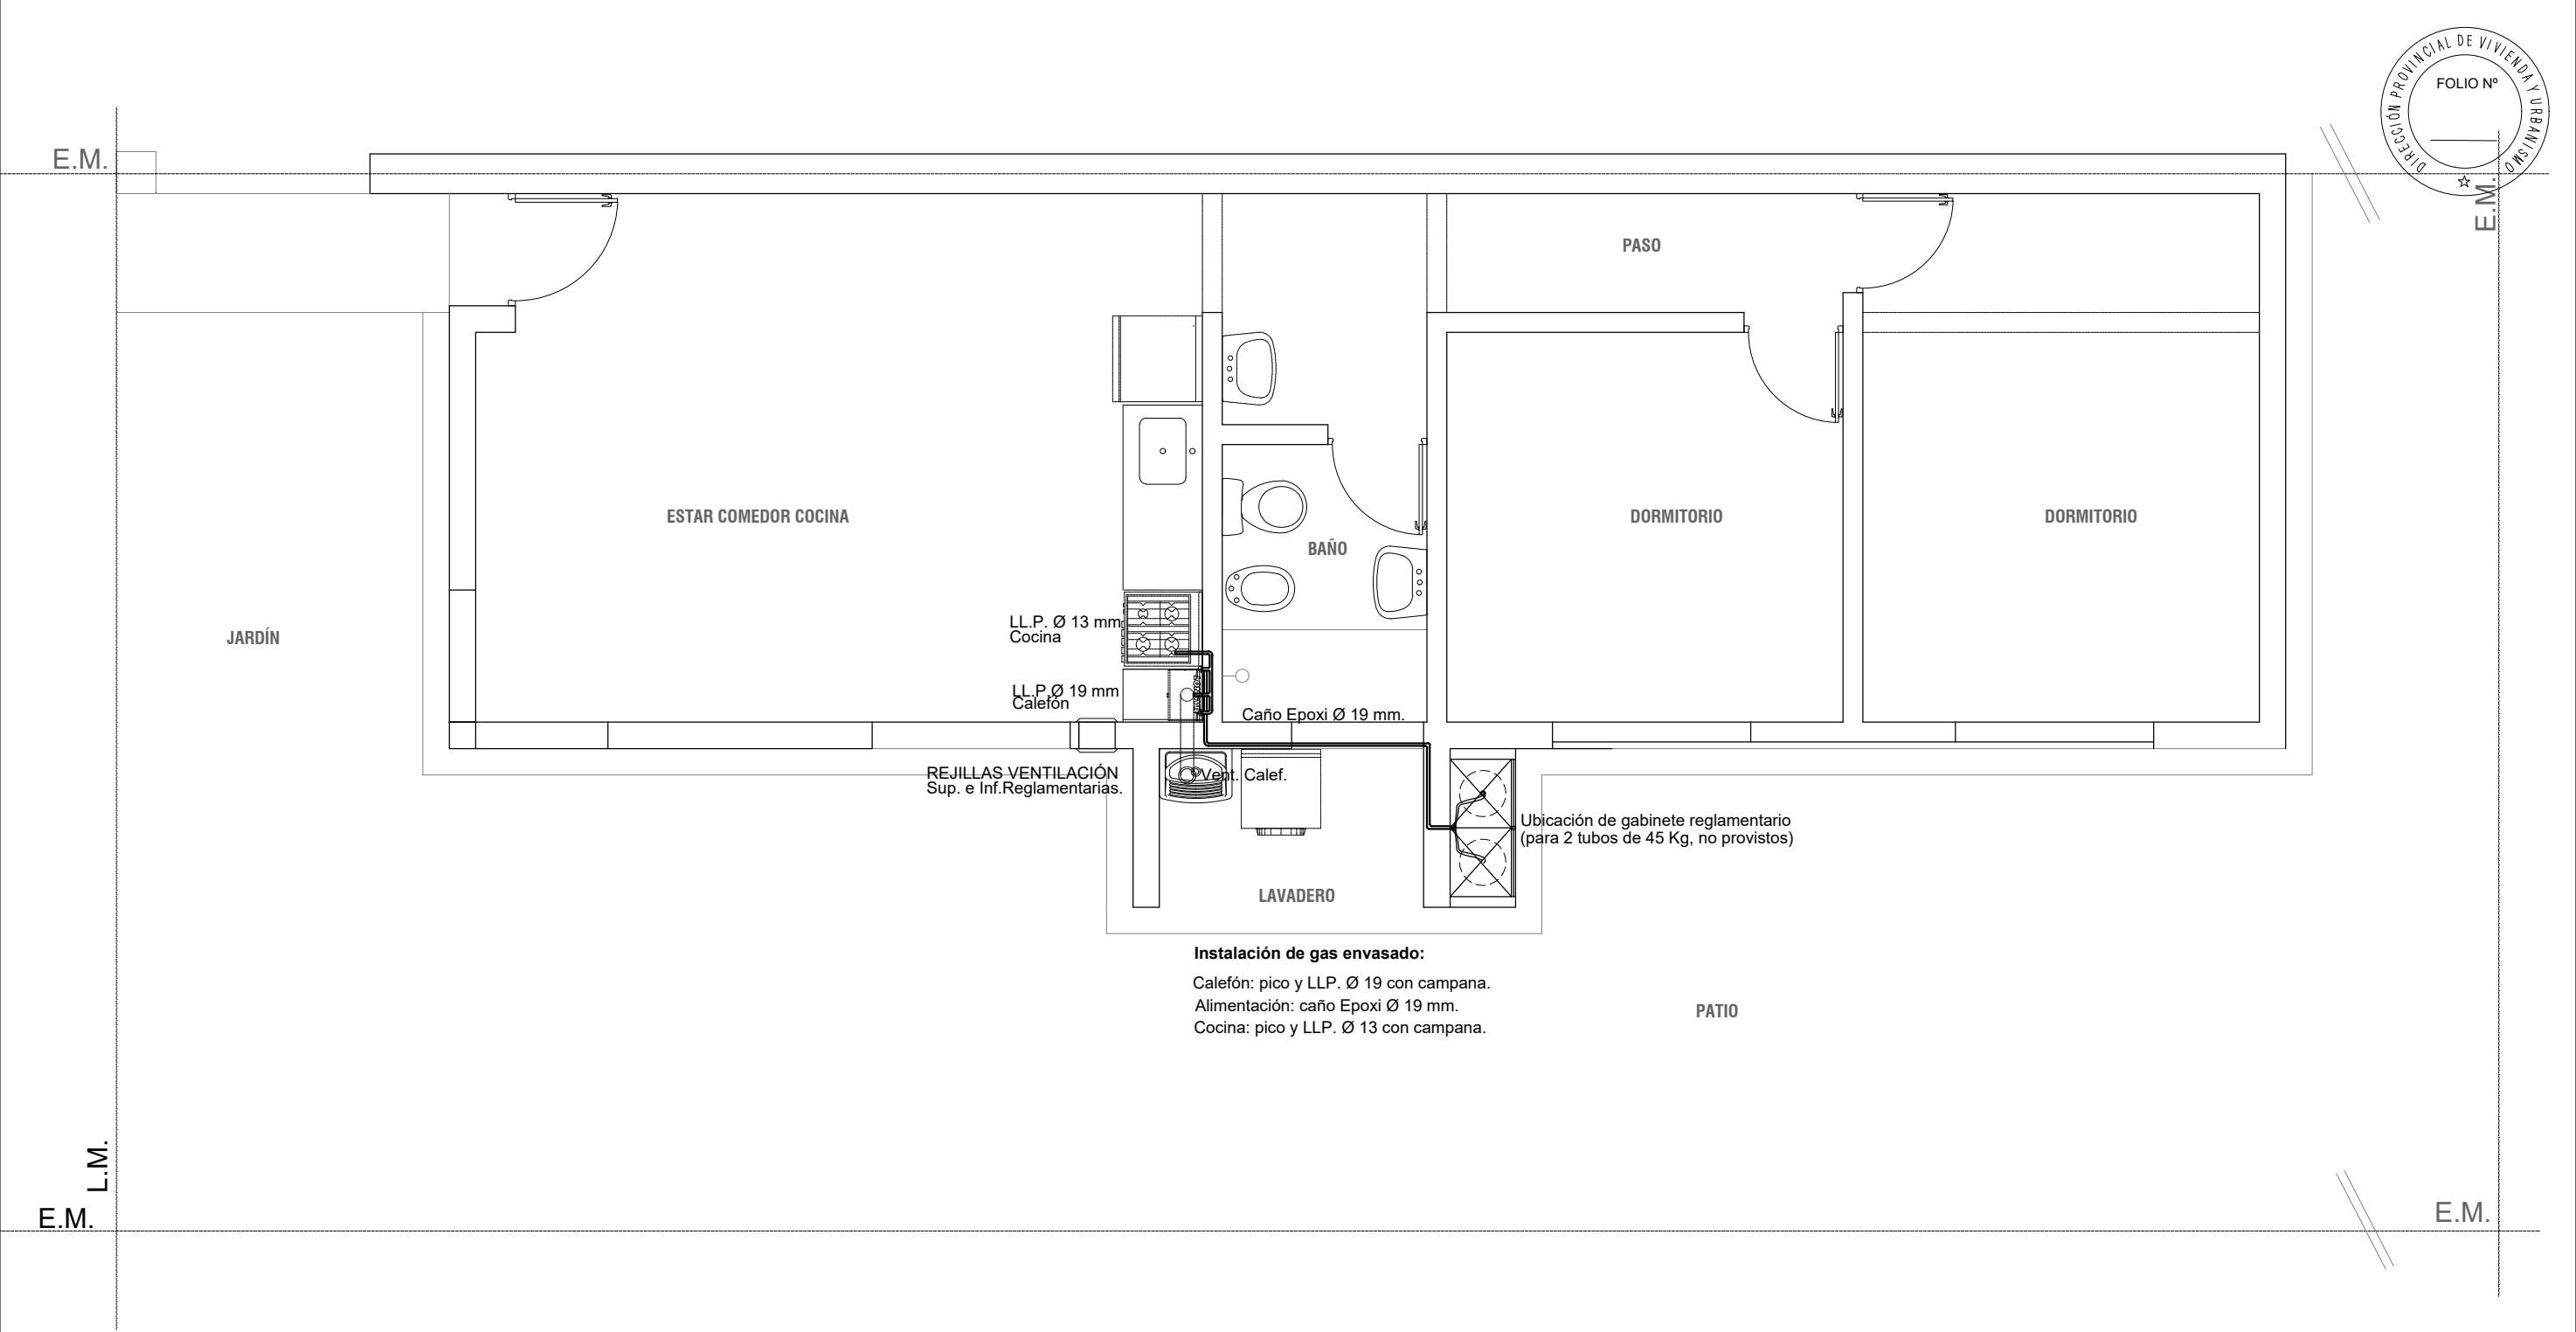 DIRECCIÓN PROVINCIAL DE VIVIENDA Y URBANISMO
FOLIO Nº
E.M.
E.M.
PASO
ESTAR COMEDOR COCINA
DORMITORIO
DORMITORIO
BAÑO
JARDÍN
LL.P. Ø 13 mm
Cocina
LL.P.Ø 19 mm
Calefón
Caño Epoxi Ø 19 mm.
REJILLAS VENTILACIÓN
Sup. e Inf.Reglamentarias.
Vent. Calef.
Ubicación de gabinete reglamentario
(para 2 tubos de 45 Kg, no provistos)
LAVADERO
Instalación de gas envasado:
Calefón: pico y LLP. Ø 19 con campana.
Alimentación: caño Epoxi Ø 19 mm.
Cocina: pico y LLP. Ø 13 con campana.
PATIO
L.M.
E.M.
E.M.